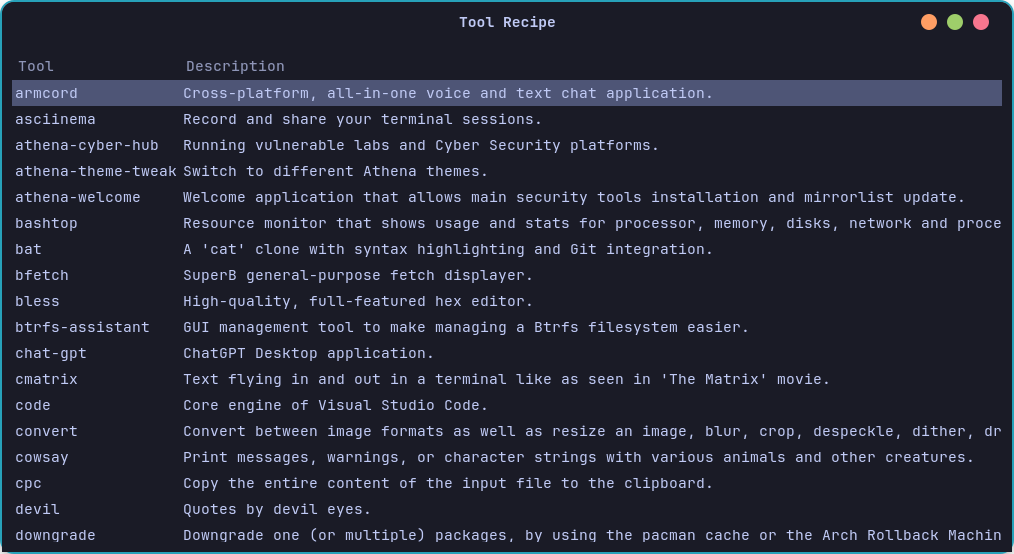 Tool Recipe
Tool Description
armcord Cross-platform, all-in-one voice and text chat application.
asciinema Record and share your terminal sessions.
athena-cyber-hub Running vulnerable labs and Cyber Security platforms.
athena-theme-tweak Switch to different Athena themes.
athena-welcome Welcome application that allows main security tools installation and mirrorlist update.
bashtop Resource monitor that shows usage and stats for processor, memory, disks, network and proce
bat A 'cat' clone with syntax highlighting and Git integration.
bfetch SuperB general-purpose fetch displayer.
bless High-quality, full-featured hex editor.
btrfs-assistant GUI management tool to make managing a Btrfs filesystem easier.
chat-gpt ChatGPT Desktop application.
cmatrix Text flying in and out in a terminal like as seen in 'The Matrix' movie.
code Core engine of Visual Studio Code.
convert Convert between image formats as well as resize an image, blur, crop, despeckle, dither, dr
cowsay Print messages, warnings, or character strings with various animals and other creatures.
cpc Copy the entire content of the input file to the clipboard.
devil Quotes by devil eyes.
downgrade Downgrade one (or multiple) packages, by using the pacman cache or the Arch Rollback Machin